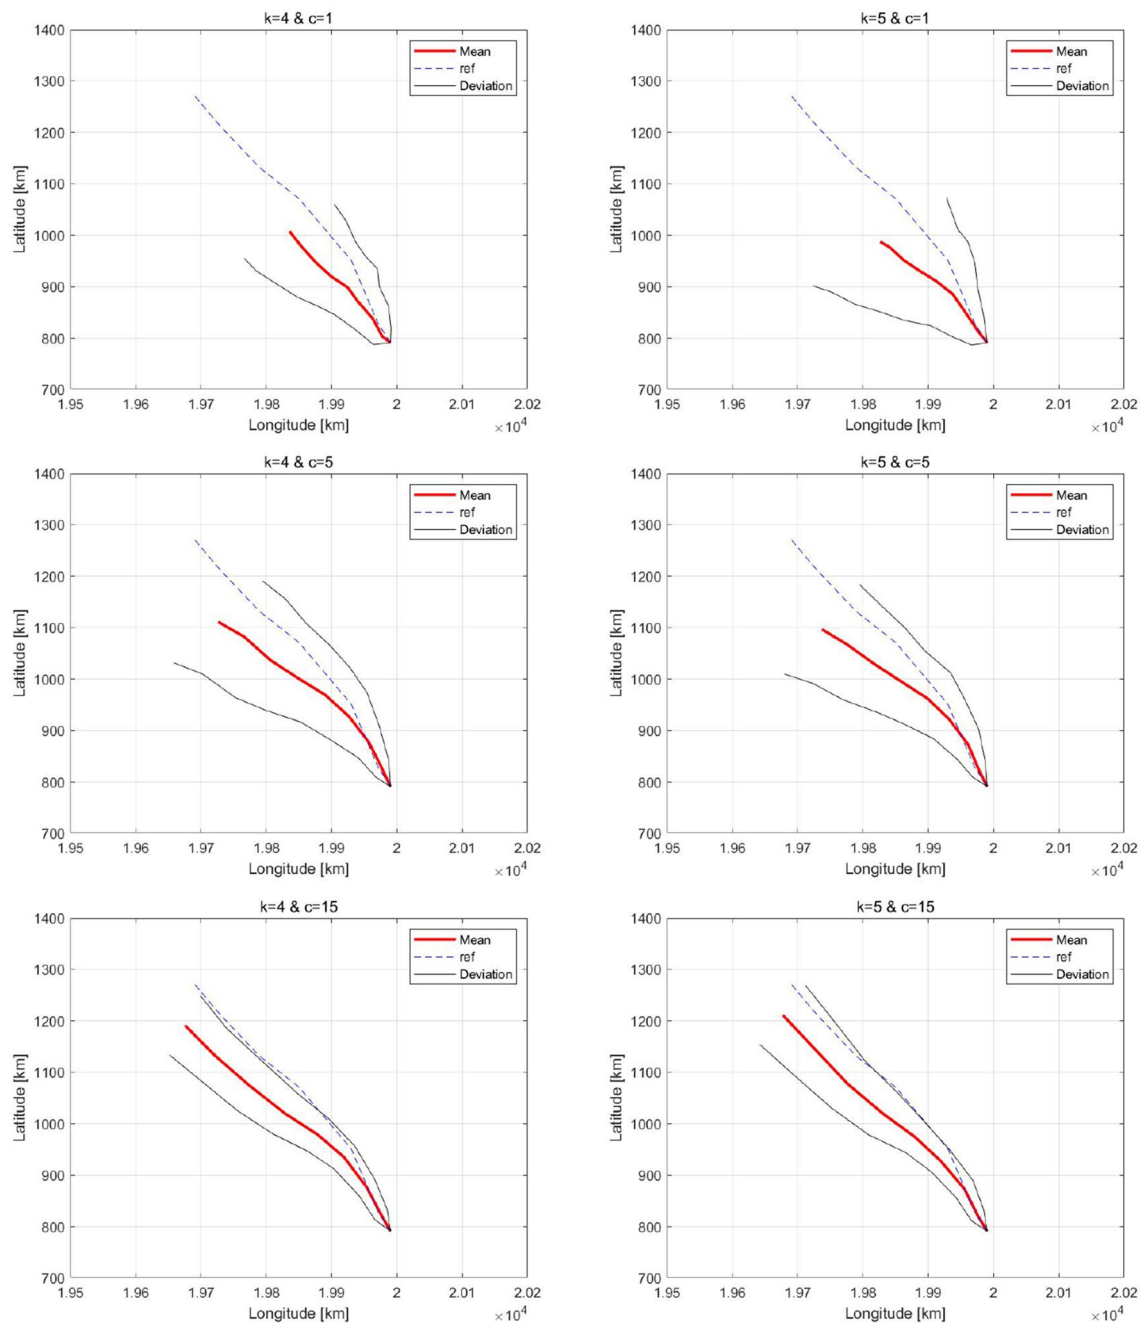 k=4 & c=1
1400
1300
1200
1100
1000
900
800
700
Latitude [km]
1.95 1.96 1.97 1.98 1.99 2 2.01 2.02
Longitude [km]
×10⁴
Mean
ref
Deviation
k=5 & c=1
1400
1300
1200
1100
1000
900
800
700
Latitude [km]
1.95 1.96 1.97 1.98 1.99 2 2.01 2.02
Longitude [km]
×10⁴
Mean
ref
Deviation
k=4 & c=5
1400
1300
1200
1100
1000
900
800
700
Latitude [km]
1.95 1.96 1.97 1.98 1.99 2 2.01 2.02
Longitude [km]
×10⁴
Mean
ref
Deviation
k=5 & c=5
1400
1300
1200
1100
1000
900
800
700
Latitude [km]
1.95 1.96 1.97 1.98 1.99 2 2.01 2.02
Longitude [km]
×10⁴
Mean
ref
Deviation
k=4 & c=15
1400
1300
1200
1100
1000
900
800
700
Latitude [km]
1.95 1.96 1.97 1.98 1.99 2 2.01 2.02
Longitude [km]
×10⁴
Mean
ref
Deviation
k=5 & c=15
1400
1300
1200
1100
1000
900
800
700
Latitude [km]
1.95 1.96 1.97 1.98 1.99 2 2.01 2.02
Longitude [km]
×10⁴
Mean
ref
Deviation